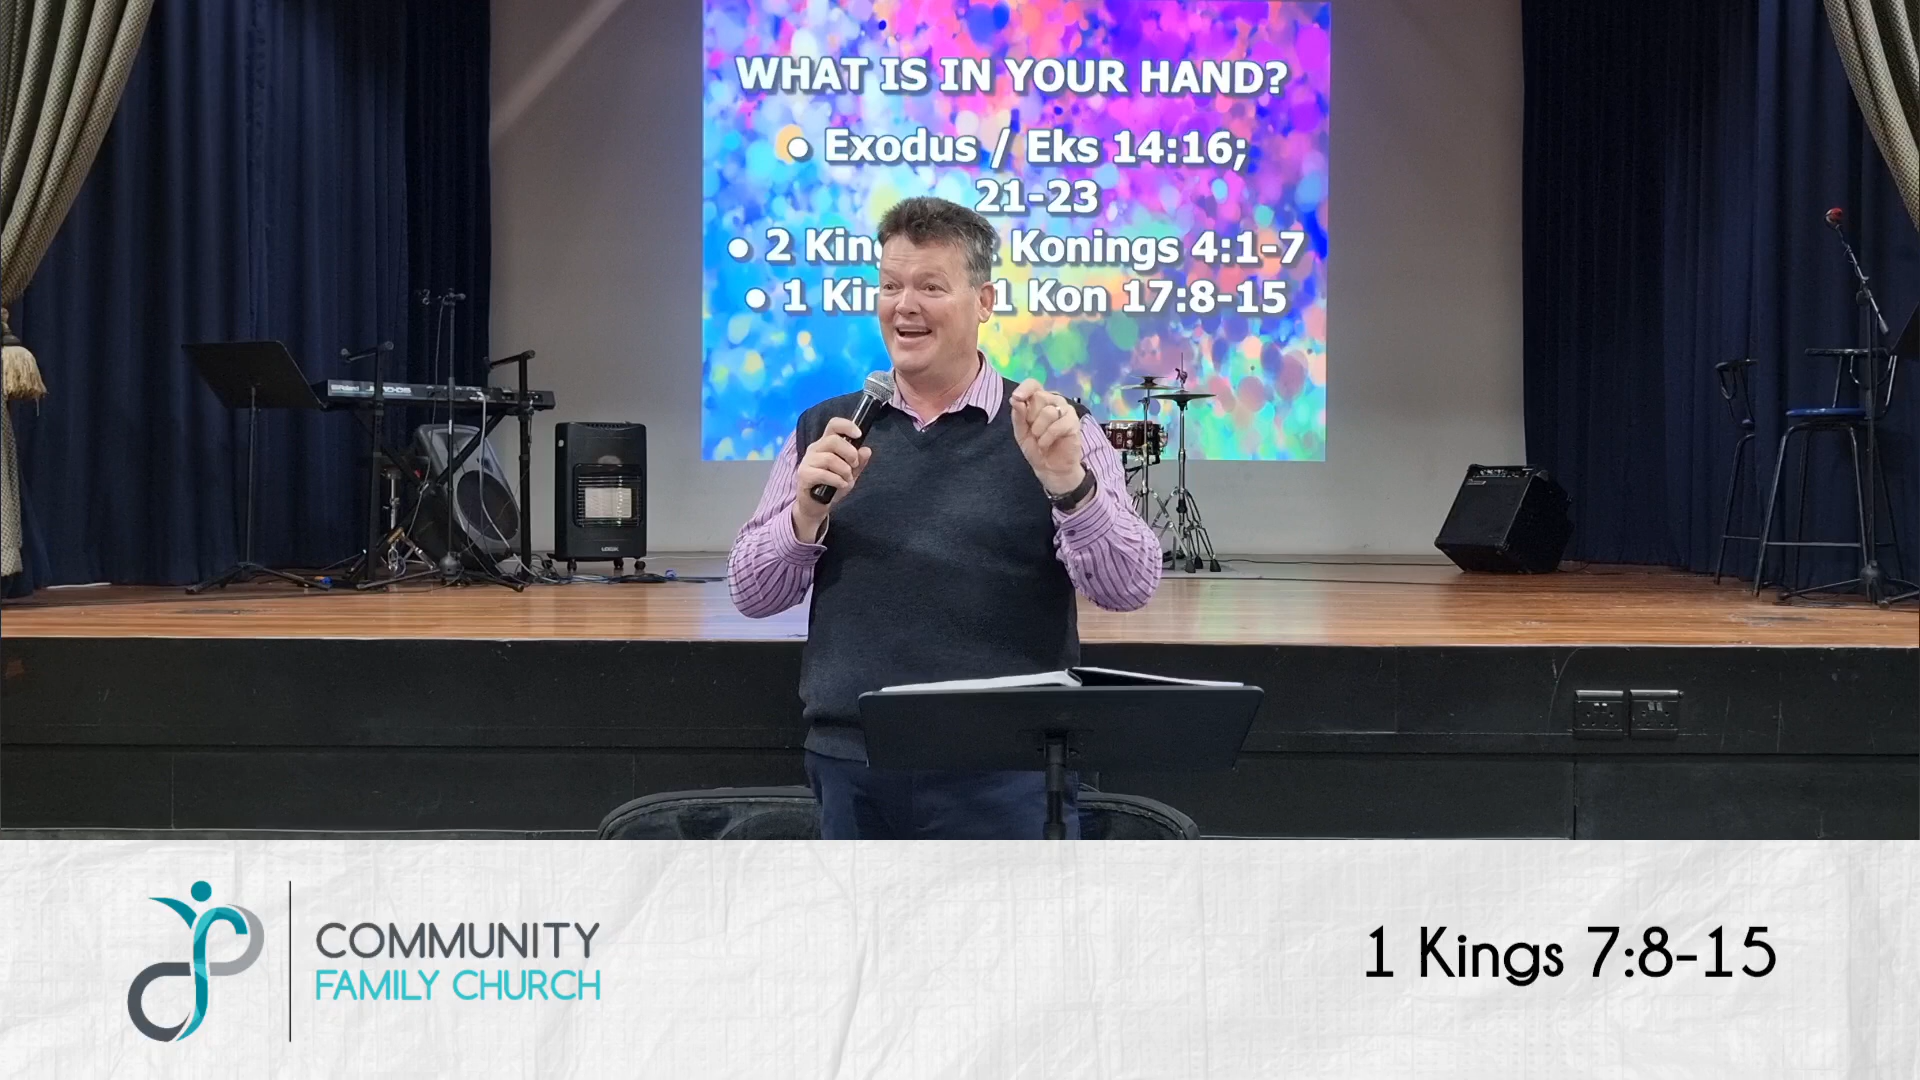 WHAT IS IN YOUR HAND?
• Exodus / Eks 14:16;
21-23
• 2 Kin Konings 4:1-7
• 1 Kin 1 Kon 17:8-15
COMMUNITY
FAMILY CHURCH
1 Kings 7:8-15